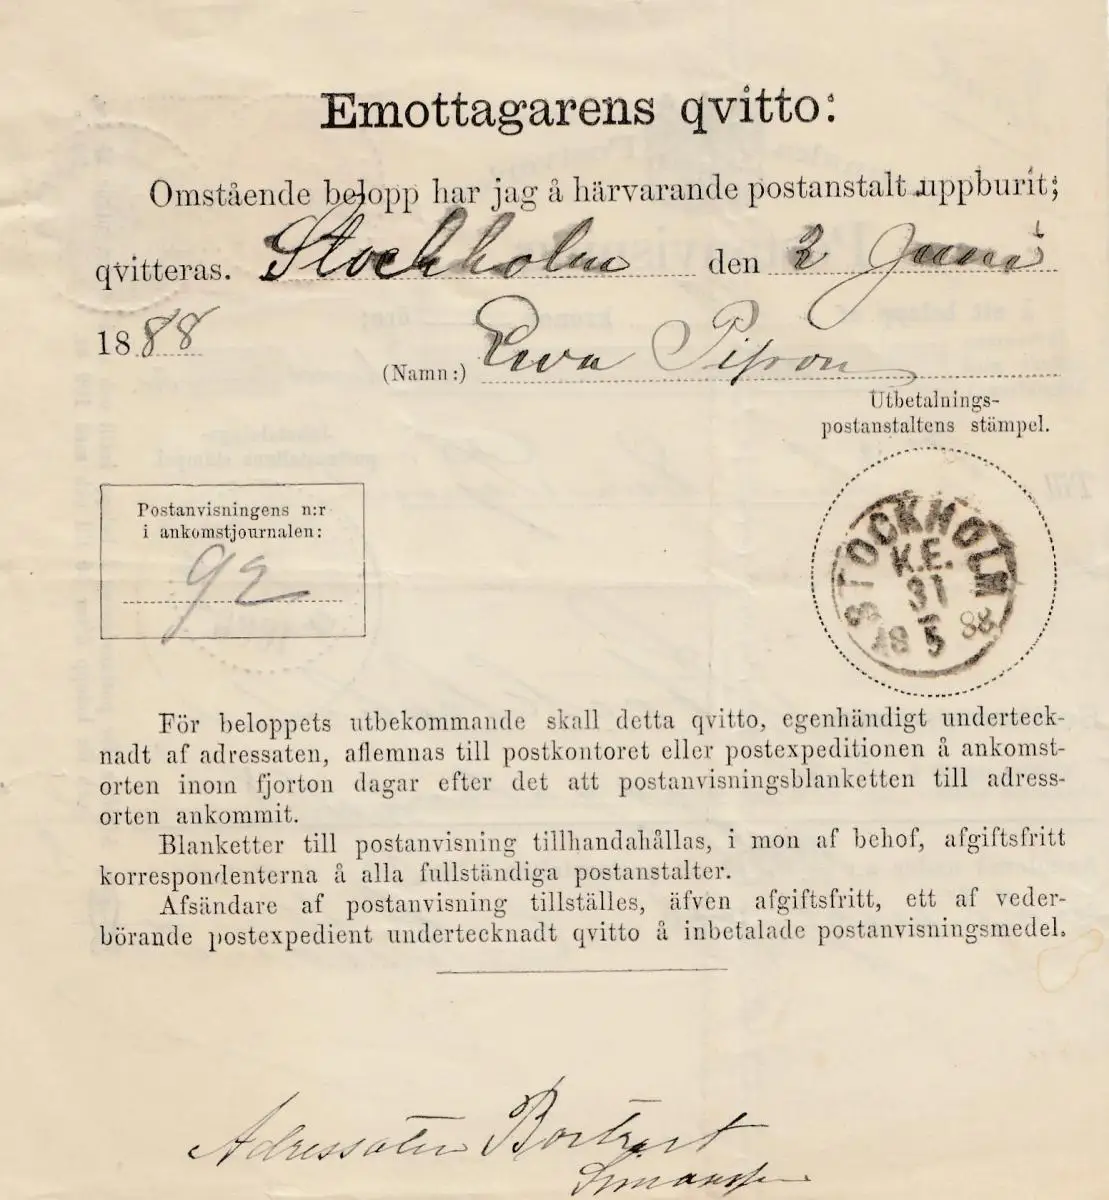 Emottagarens qvitto:
Omstående belopp har jag å härvarande postanstalt uppburit;
qvitteras. Stockholm den 2 Juni
1888
(Namn:) Ewa
Utbetalnings-
postanstaltens stämpel.
Postanvisningens n:r
i ankomstjournalen:
92
STOCKHOLM
K.E.
31
18 5 88
För beloppets utbekommande skall detta qvitto, egenhändigt underteck-
nadt af adressaten, aflemnas till postkontoret eller postexpeditionen å ankomst-
orten inom fjorton dagar efter det att postanvisningsblanketten till adress-
orten ankommit.
Blanketter till postanvisning tillhandahållas, i mon af behof, afgiftsfritt
korrespondenterna å alla fullständiga postanstalter.
Afsändare af postanvisning tillställes, äfven afgiftsfritt, ett af veder-
börande postexpedient undertecknadt qvitto å inbetalade postanvisningsmedel.
Adressaten Bortrest